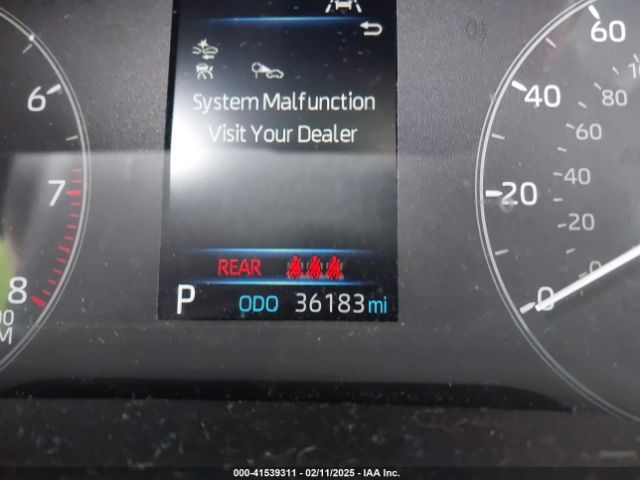 System Malfunction
Visit Your Dealer
REAR
P ODO 36183 mi
6
7
8
0
20
40
60
0
20
40
60
80
000-41539311 - 02/11/2025 - IAA Inc.